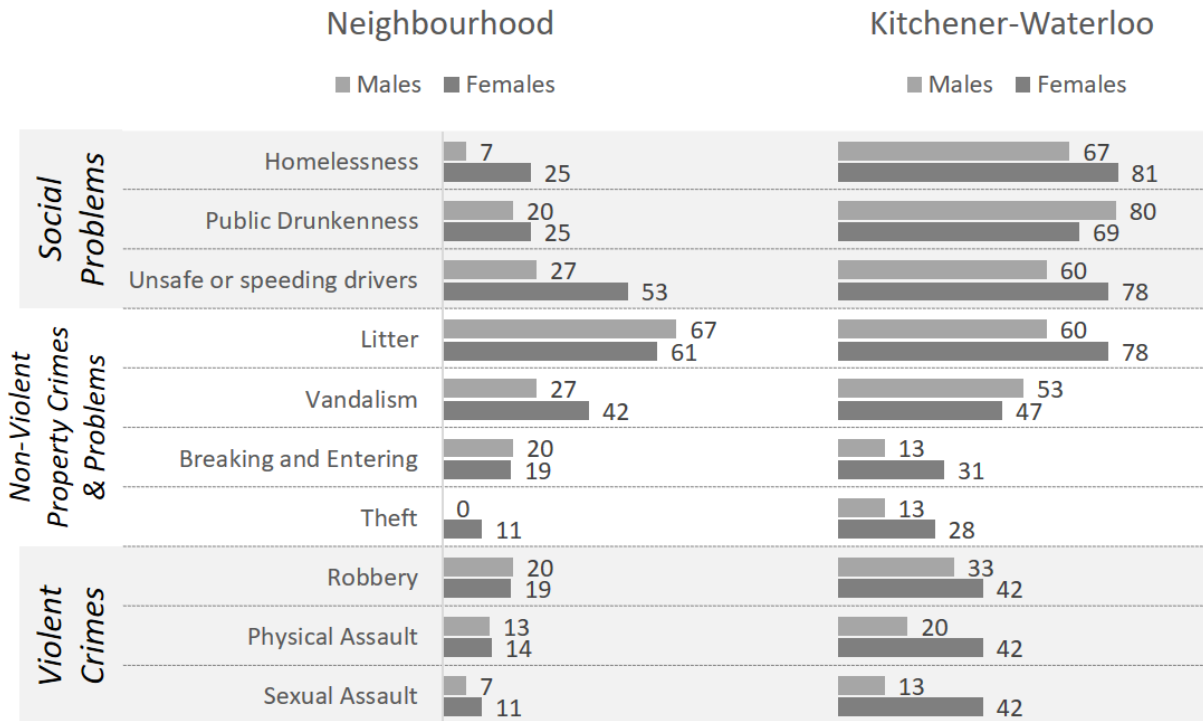 Neighbourhood Kitchener-Waterloo
Males Females Males Females
Social
Problems
Homelessness 7 67
25 81
Public Drunkenness 20 80
25 69
Unsafe or speeding drivers 27 60
53 78
Non-Violent
Property Crimes
& Problems
Litter 67 60
61 78
Vandalism 27 53
42 47
Breaking and Entering 20 13
19 31
Theft 0 13
11 28
Violent
Crimes
Robbery 20 33
19 42
Physical Assault 13 20
14 42
Sexual Assault 7 13
11 42